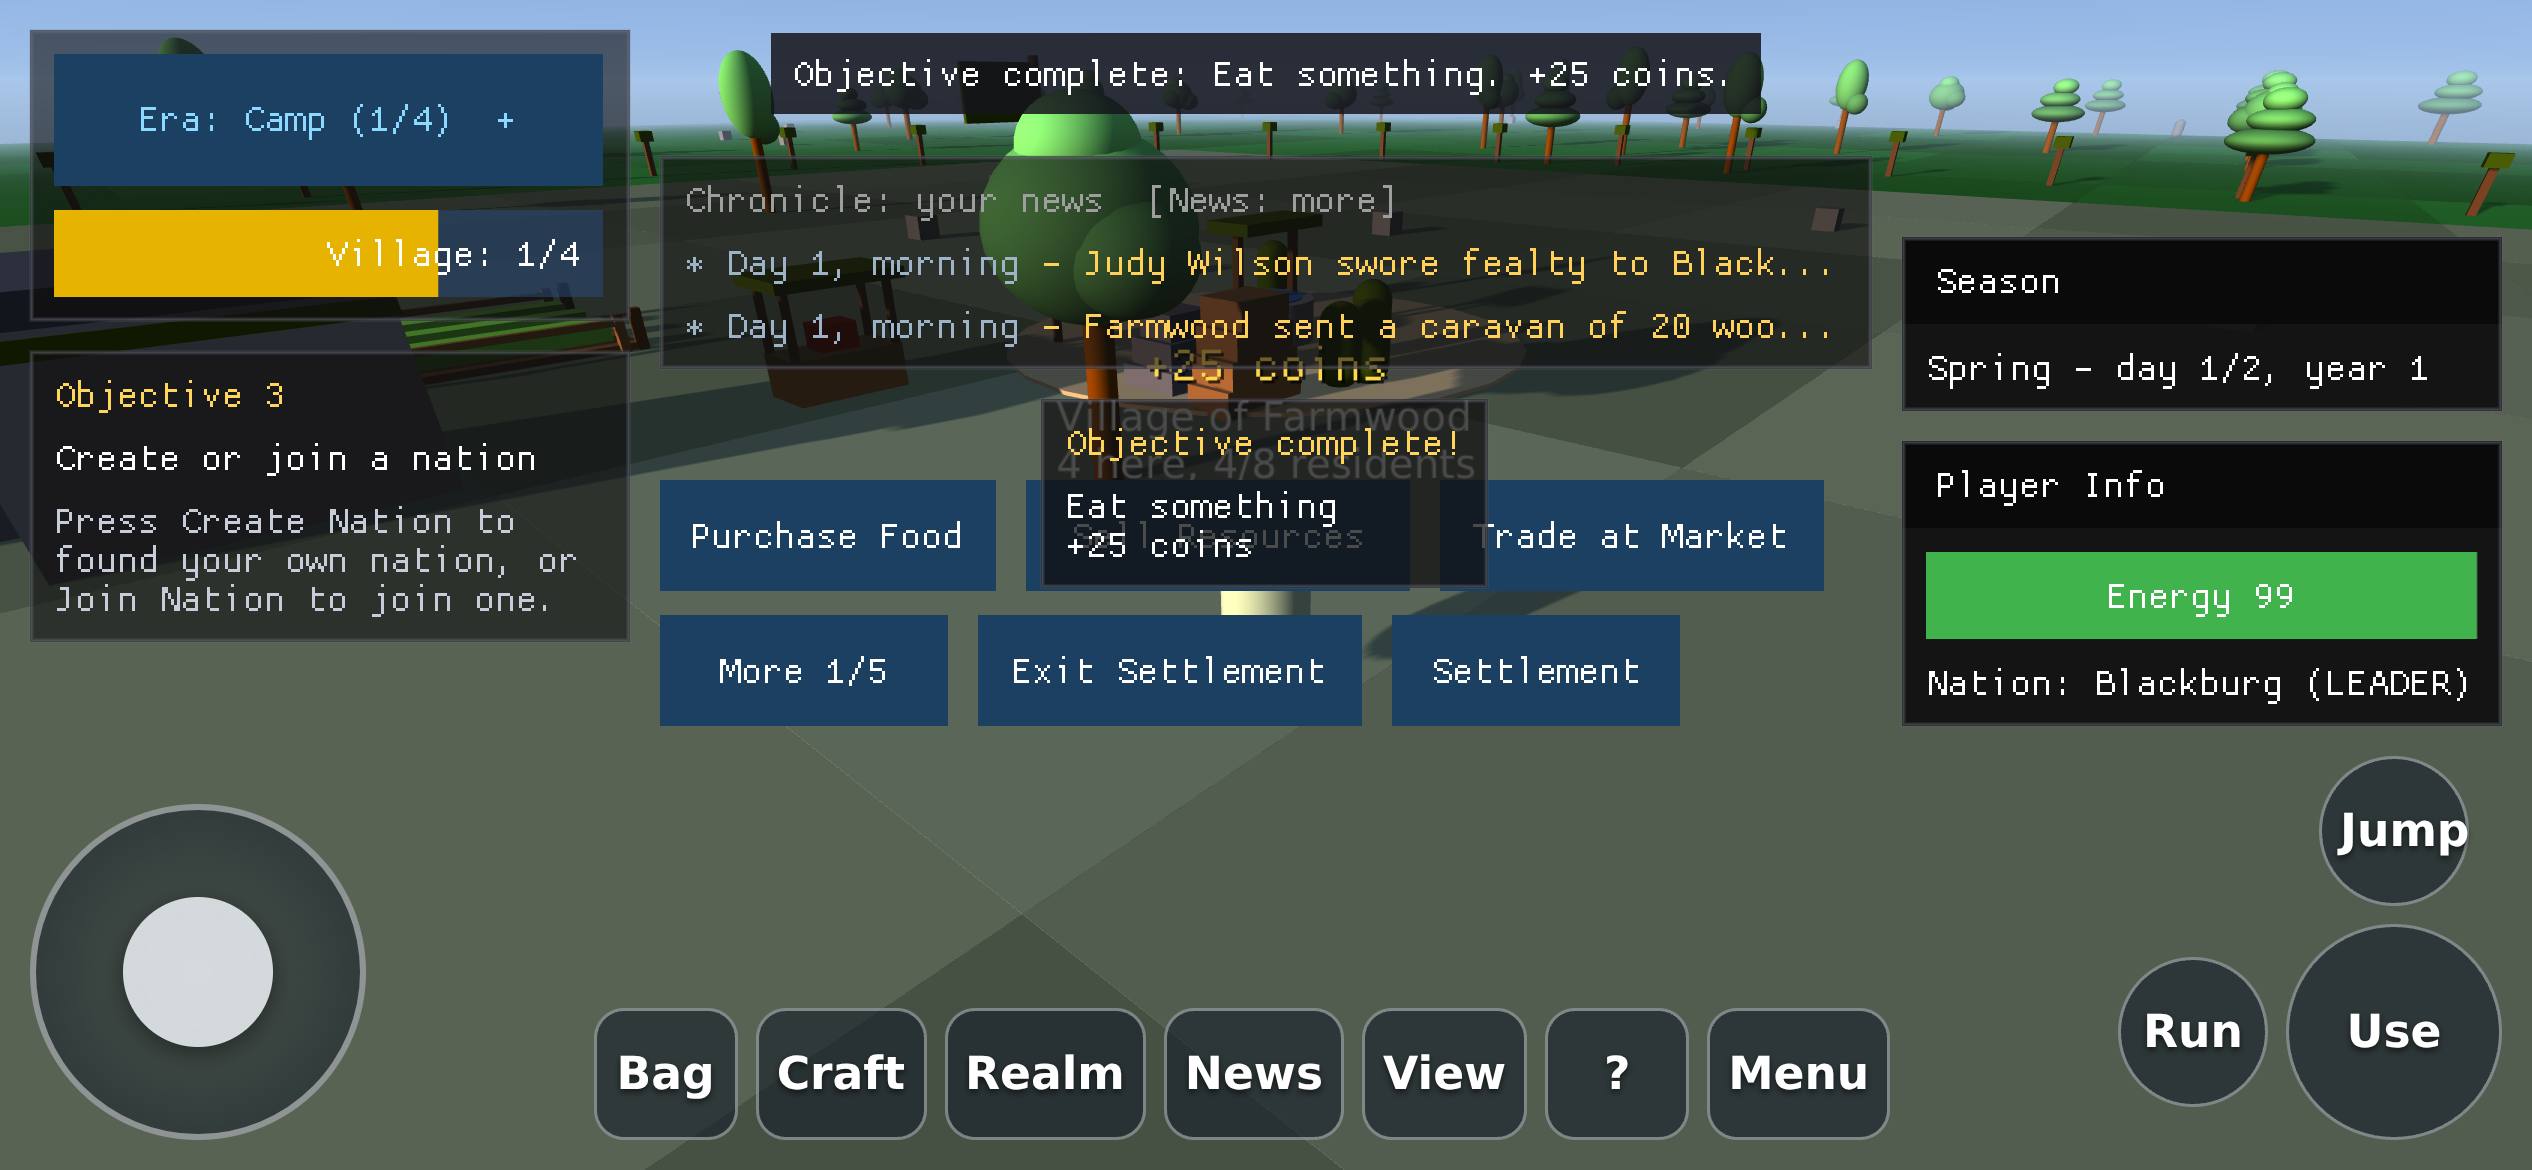 Era: Camp (1/4) +
Village: 1/4
Objective 3
Create or join a nation
Press Create Nation to
found your own nation, or
Join Nation to join one.
Objective complete: Eat something. +25 coins.
Chronicle: your news [News: more]
* Day 1, morning - Judy Wilson swore fealty to Black...
* Day 1, morning - Farmwood sent a caravan of 20 woo...
+25 coins
Village of Farmwood
4 here, 4/8 residents
Objective complete!
Eat something
+25 coins
Purchase Food
Sell Resources
Trade at Market
More 1/5
Exit Settlement
Settlement
Season
Spring - day 1/2, year 1
Player Info
Energy 99
Nation: Blackburg (LEADER)
Jump
Run
Use
Bag
Craft
Realm
News
View
?
Menu